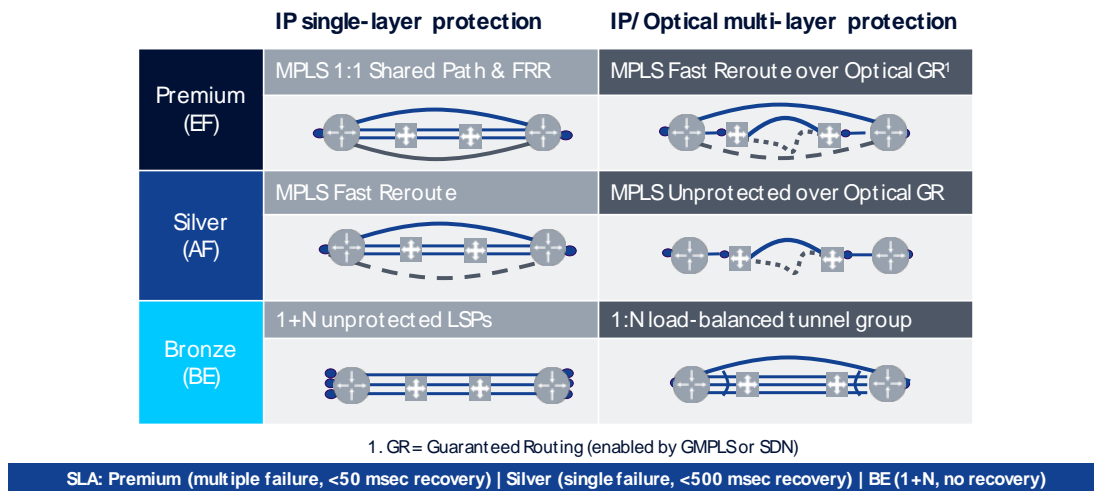 IP single-layer protection
IP/Optical multi-layer protection
Premium
(EF)
MPLS 1:1 Shared Path & FRR
MPLS Fast Reroute over Optical GR¹
Silver
(AF)
MPLS Fast Reroute
MPLS Unprotected over Optical GR
Bronze
(BE)
1+N unprotected LSPs
1:N load-balanced tunnel group
1. GR = Guaranteed Routing (enabled by GMPLS or SDN)
SLA: Premium (multiple failure, <50 msec recovery) | Silver (single failure, <500 msec recovery) | BE (1+N, no recovery)